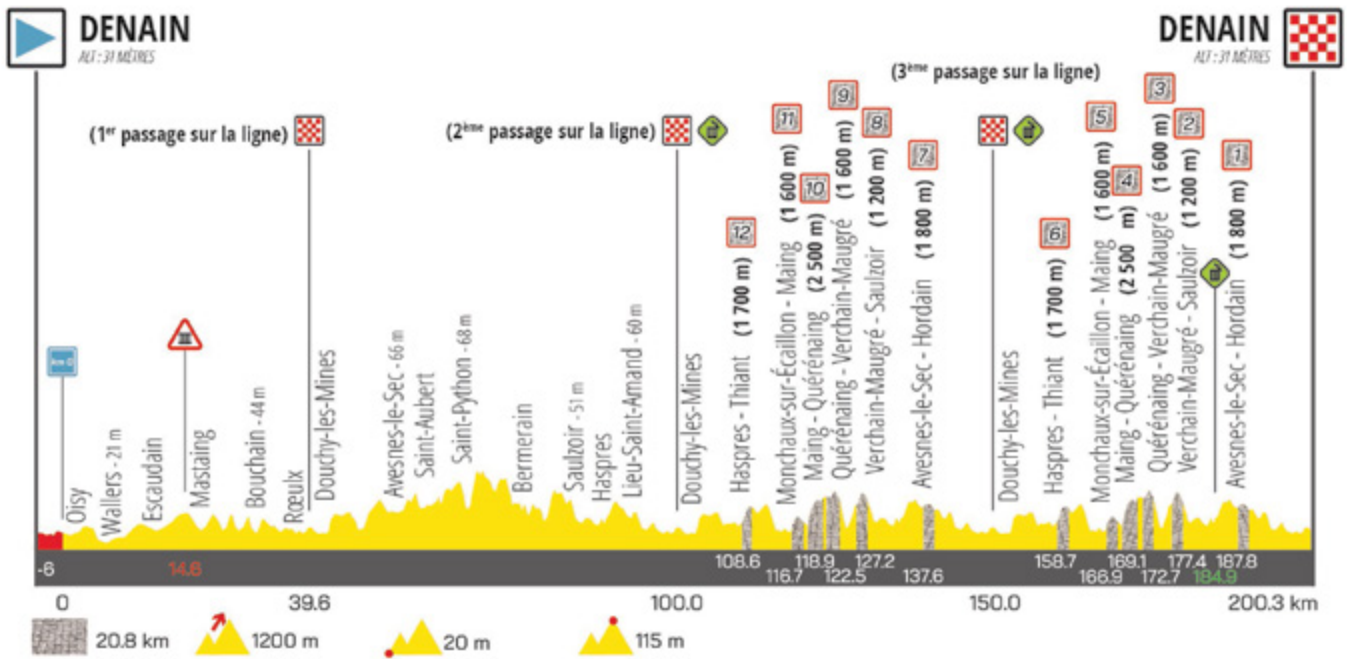 DENAIN
ALT : 31 MÈTRES
DENAIN
ALT : 31 MÈTRES
(1er passage sur la ligne)
(2ème passage sur la ligne)
(3ème passage sur la ligne)
Oisy
Wallers - 21 m
Escaudain
Mastaing
Bouchain - 44 m
Rœulx
Douchy-les-Mines
Avesnes-le-Sec - 66 m
Saint-Aubert
Saint-Python - 68 m
Bermerain
Saulzoir - 51 m
Haspres
Lieu-Saint-Amand - 60 m
Douchy-les-Mines
12
Haspres - Thiant (1 700 m)
11
Monchaux-sur-Écaillon - Maing (1 600 m)
10
Maing - Quérénaing (2 500 m)
9
Quérénaing - Verchain-Maugré (1 600 m)
8
Verchain-Maugré - Saulzoir (1 200 m)
7
Avesnes-le-Sec - Hordain (1 800 m)
Douchy-les-Mines
6
Haspres - Thiant (1 700 m)
5
Monchaux-sur-Écaillon - Maing (1 600 m)
4
Maing - Quérénaing (2 500 m)
3
Quérénaing - Verchain-Maugré (1 600 m)
2
Verchain-Maugré - Saulzoir (1 200 m)
1
Avesnes-le-Sec - Hordain (1 800 m)
-6
14.6
108.6
116.7
118.9
122.5
127.2
137.6
158.7
166.9
169.1
172.7
177.4
184.9
187.8
0
39.6
100.0
150.0
200.3 km
20.8 km
1200 m
20 m
115 m